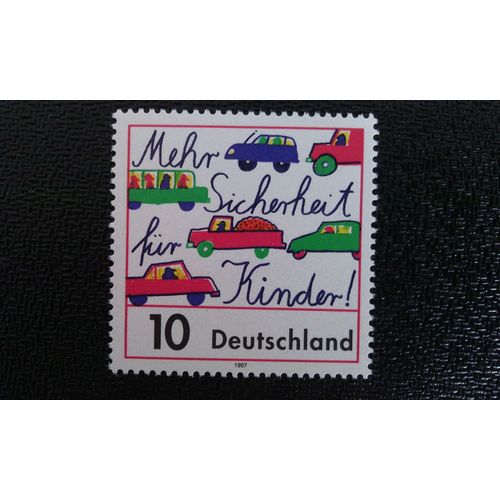 Mehr
Sicherheit
für
Kinder!
10 Deutschland
1997